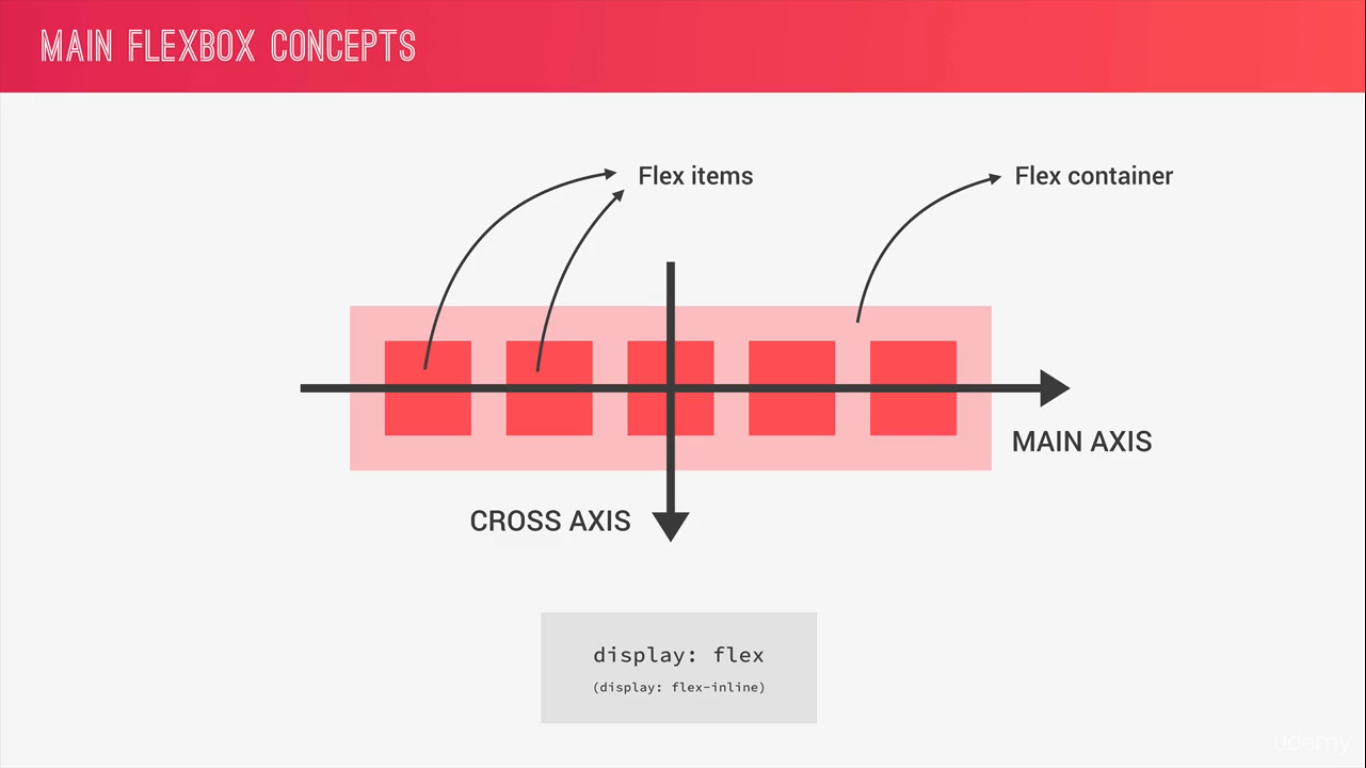 MAIN FLEXBOX CONCEPTS
Flex items
Flex container
MAIN AXIS
CROSS AXIS
display: flex
(display: flex-inline)
udemy